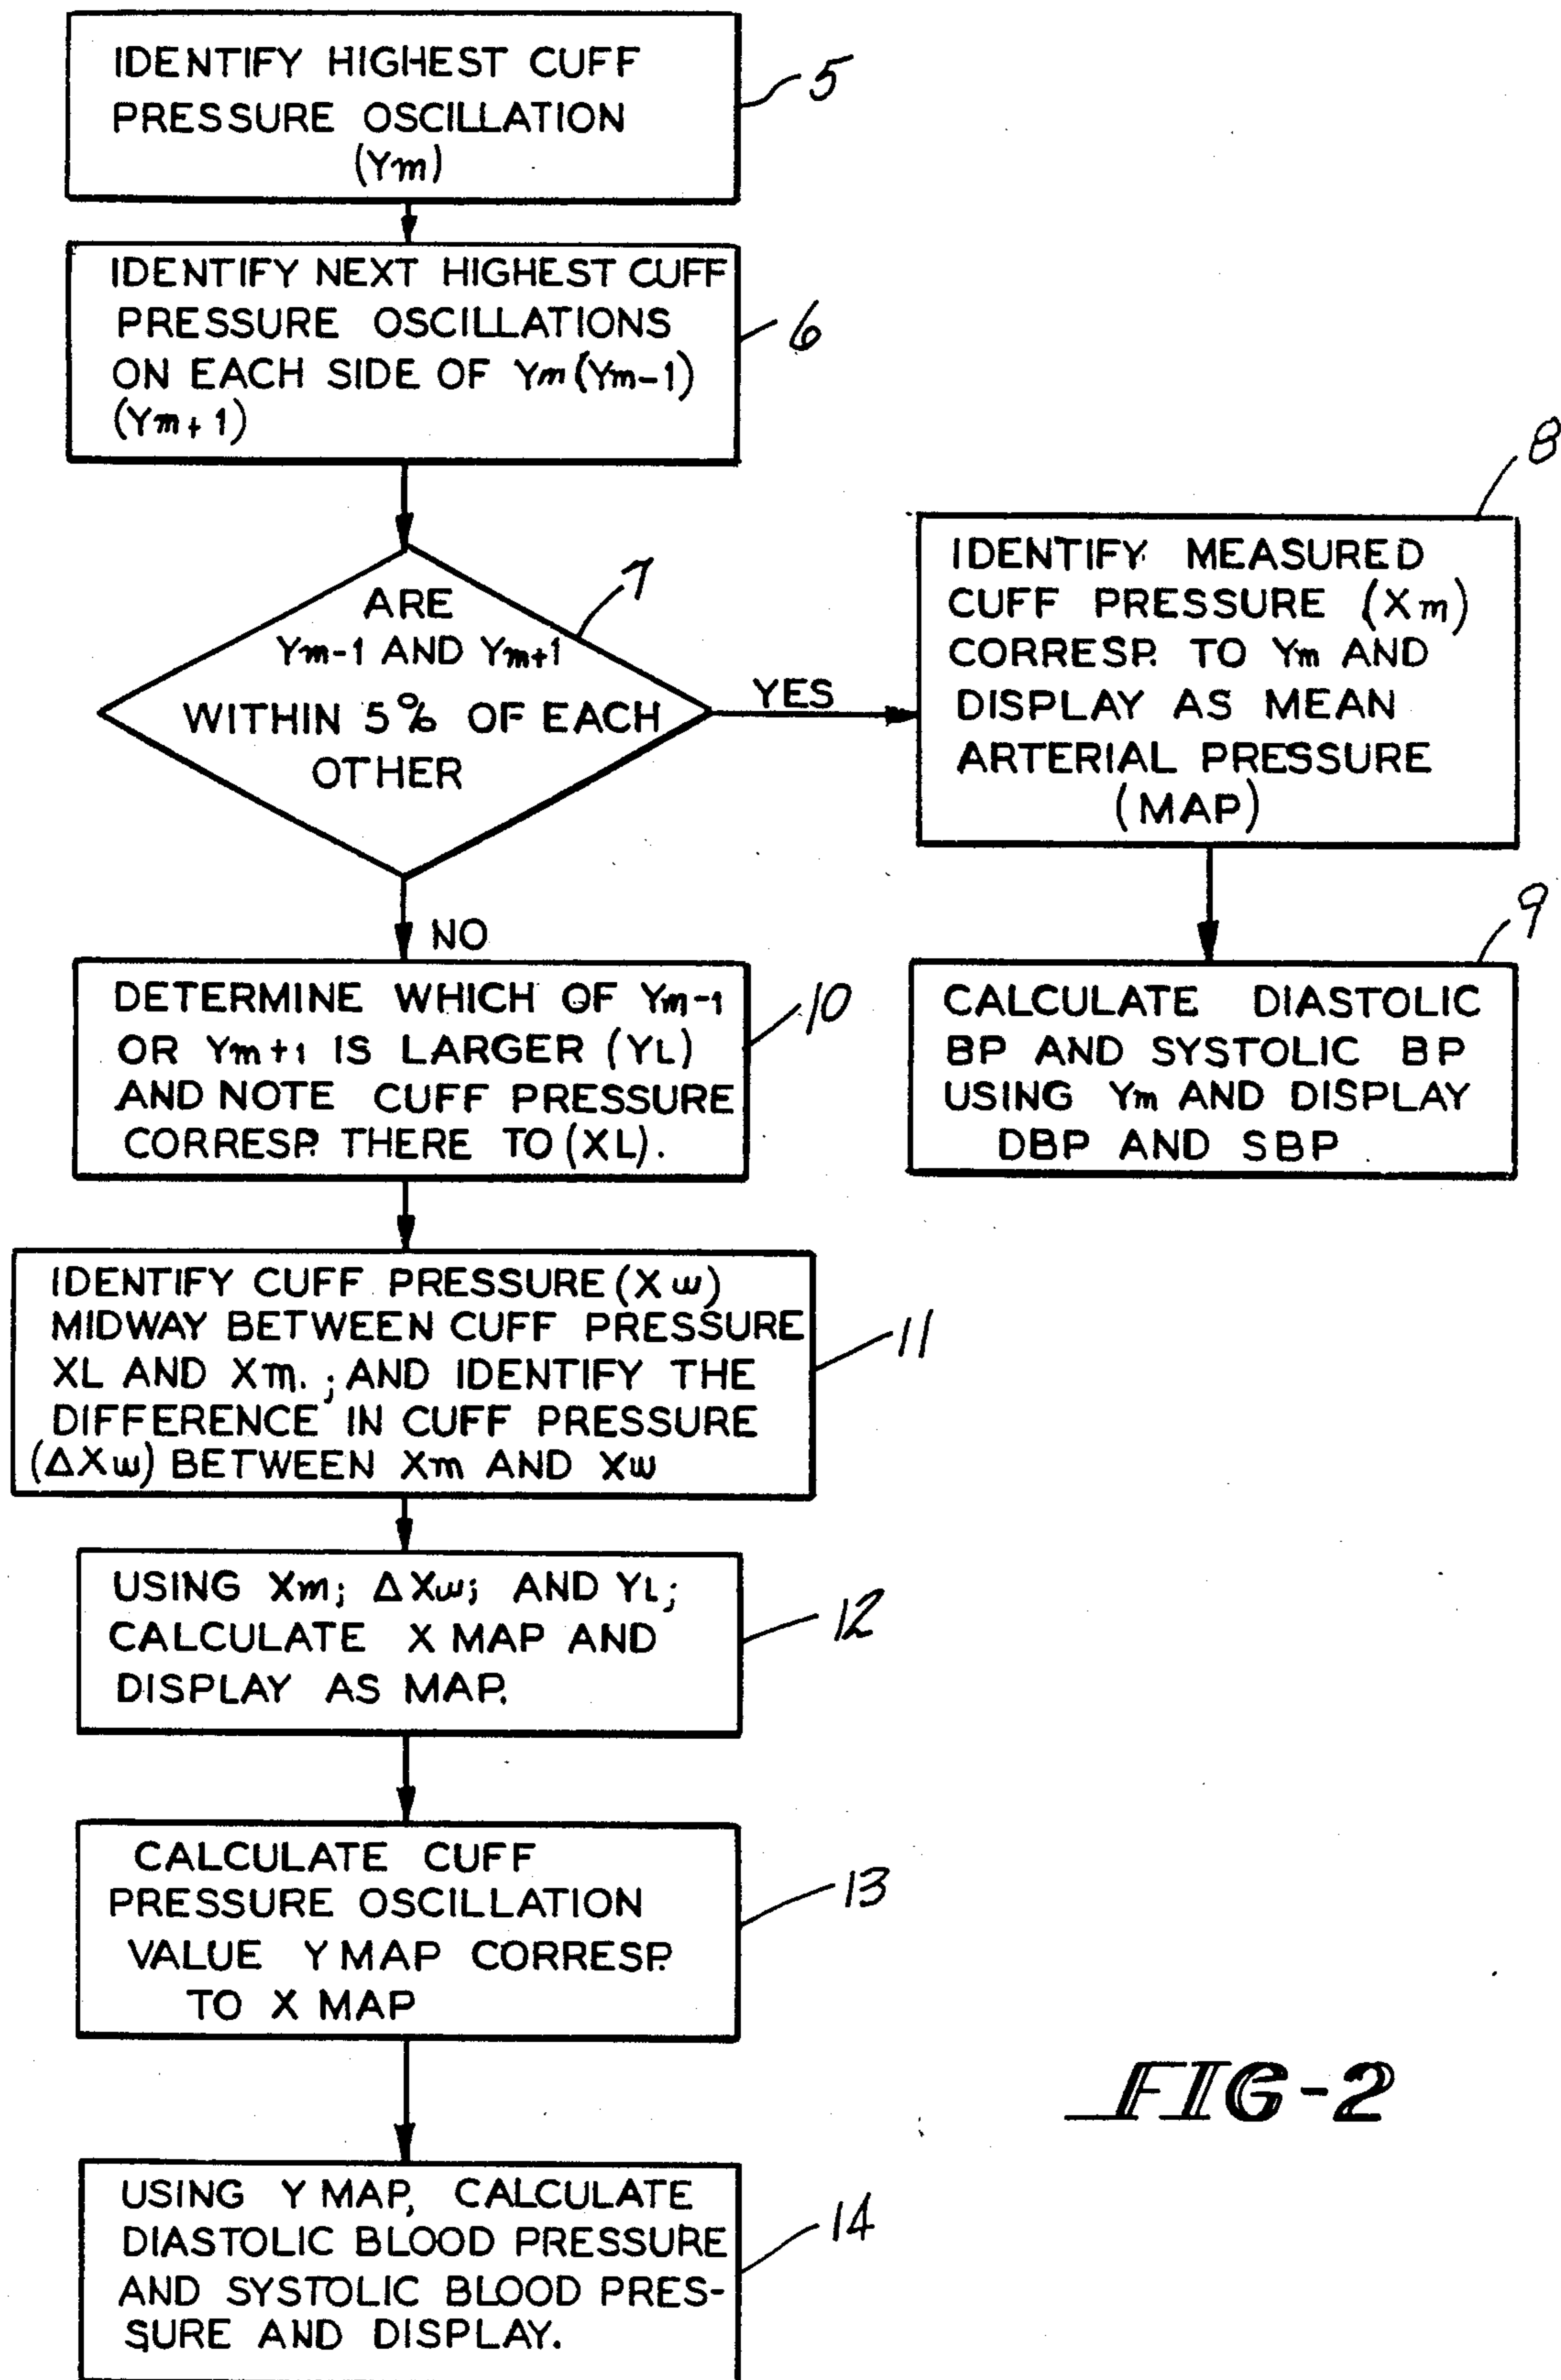 IDENTIFY HIGHEST CUFF
PRESSURE OSCILLATION
(Ym)
5
IDENTIFY NEXT HIGHEST CUFF
PRESSURE OSCILLATIONS
ON EACH SIDE OF Ym(Ym-1)
(Ym+1)
6
ARE
Ym-1 AND Ym+1
WITHIN 5% OF EACH
OTHER
7
YES
IDENTIFY MEASURED
CUFF PRESSURE (Xm)
CORRESP. TO Ym AND
DISPLAY AS MEAN
ARTERIAL PRESSURE
(MAP)
8
CALCULATE DIASTOLIC
BP AND SYSTOLIC BP
USING Ym AND DISPLAY
DBP AND SBP
9
NO
DETERMINE WHICH OF Ym-1
OR Ym+1 IS LARGER (YL)
AND NOTE CUFF PRESSURE
CORRESP. THERE TO (XL).
10
IDENTIFY CUFF PRESSURE (Xw)
MIDWAY BETWEEN CUFF PRESSURE
XL AND Xm.; AND IDENTIFY THE
DIFFERENCE IN CUFF PRESSURE
(ΔXw) BETWEEN Xm AND Xw
11
USING Xm; ΔXw; AND YL;
CALCULATE X MAP AND
DISPLAY AS MAP.
12
CALCULATE CUFF
PRESSURE OSCILLATION
VALUE Y MAP CORRESP.
TO X MAP
13
USING Y MAP, CALCULATE
DIASTOLIC BLOOD PRESSURE
AND SYSTOLIC BLOOD PRES-
SURE AND DISPLAY.
14
FIG-2